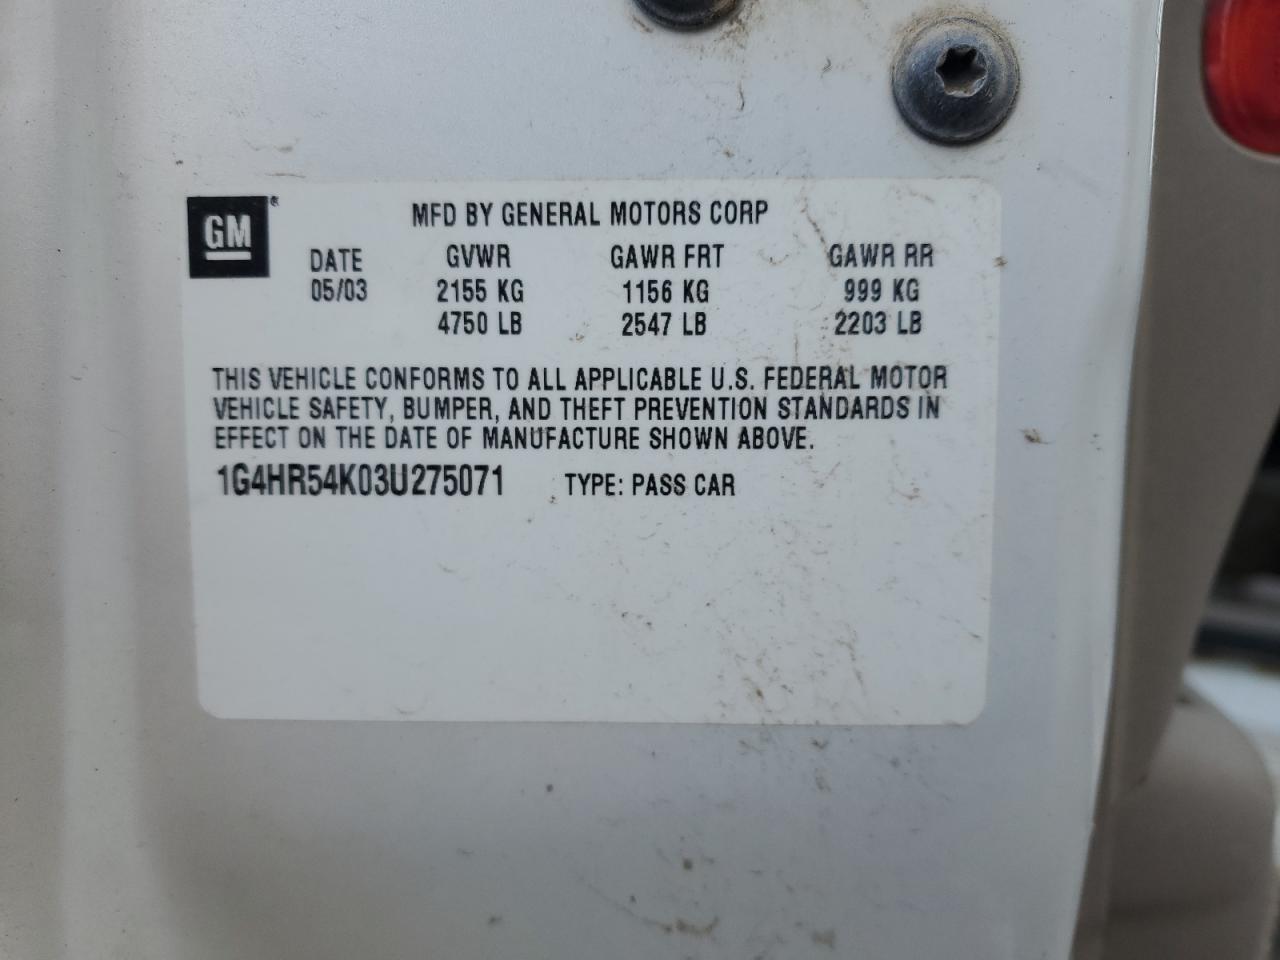 GM®
MFD BY GENERAL MOTORS CORP
DATE GVWR GAWR FRT GAWR RR
05/03 2155 KG 1156 KG 999 KG
4750 LB 2547 LB 2203 LB
THIS VEHICLE CONFORMS TO ALL APPLICABLE U.S. FEDERAL MOTOR
VEHICLE SAFETY, BUMPER, AND THEFT PREVENTION STANDARDS IN
EFFECT ON THE DATE OF MANUFACTURE SHOWN ABOVE.
1G4HR54K03U275071 TYPE: PASS CAR